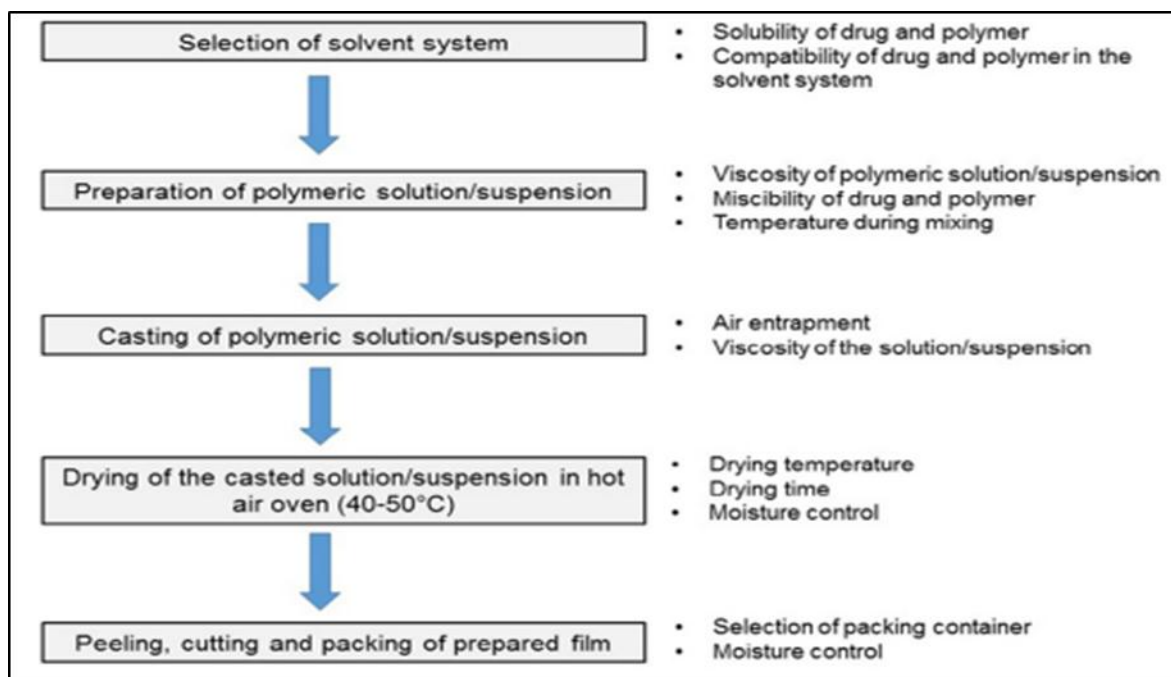 Selection of solvent system
• Solubility of drug and polymer
• Compatibility of drug and polymer in the
solvent system
Preparation of polymeric solution/suspension
• Viscosity of polymeric solution/suspension
• Miscibility of drug and polymer
• Temperature during mixing
Casting of polymeric solution/suspension
• Air entrapment
• Viscosity of the solution/suspension
Drying of the casted solution/suspension in hot
air oven (40-50°C)
• Drying temperature
• Drying time
• Moisture control
Peeling, cutting and packing of prepared film
• Selection of packing container
• Moisture control